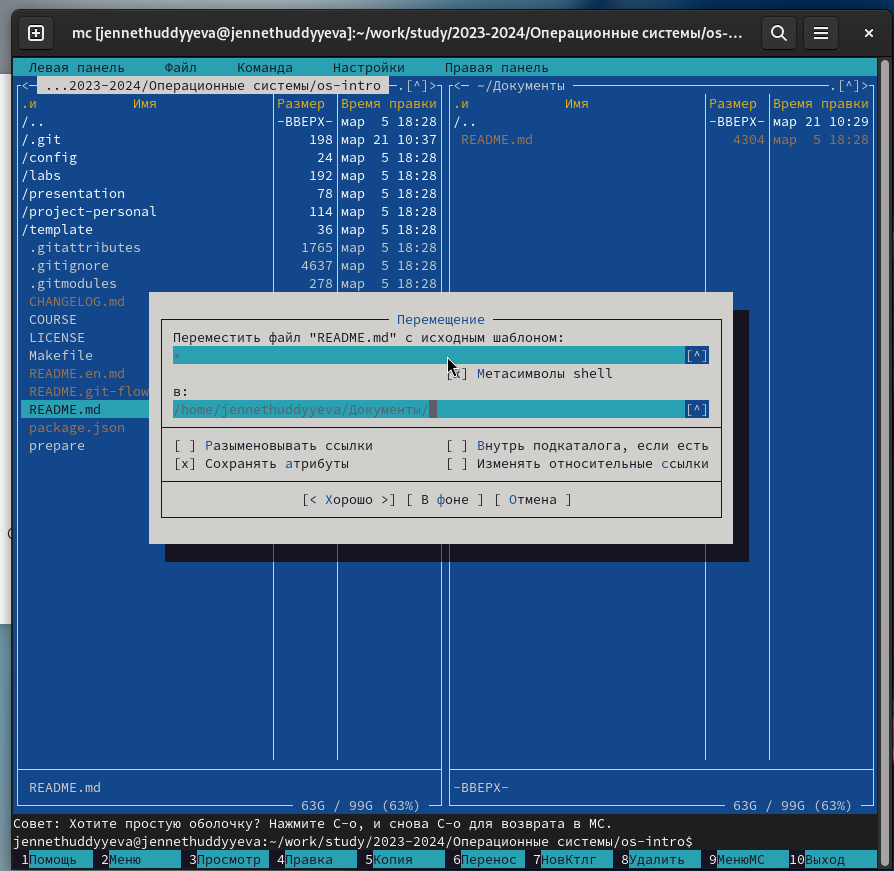 mc [jennethuddyyeva@jennethuddyyeva]:~/work/study/2023-2024/Операционные системы/os-…
Левая панель Файл Команда Настройки Правая панель
<— ...2023-2024/Операционные системы/os-intro —.[^]> <— ~/Документы —.[^]>
.и Имя Размер Время правки .и Имя Размер Время правки
/.. -ВВЕРХ- мар 5 18:28 /.. -ВВЕРХ- мар 21 10:29
/.git 198 мар 21 10:37 README.md 4304 мар 5 18:28
/config 24 мар 5 18:28
/labs 192 мар 5 18:28
/presentation 78 мар 5 18:28
/project-personal 114 мар 5 18:28
/template 36 мар 5 18:28
.gitattributes 1765 мар 5 18:28
.gitignore 4637 мар 5 18:28
.gitmodules 278 мар 5 18:28
CHANGELOG.md
COURSE
LICENSE
Makefile
README.en.md
README.git-flow
README.md
package.json
prepare
Перемещение
Переместить файл "README.md" с исходным шаблоном:
* [^]
[x] Метасимволы shell
в:
/home/jennethuddyyeva/Документы/ [^]
[ ] Разыменовывать ссылки [ ] Внутрь подкаталога, если есть
[x] Сохранять атрибуты [ ] Изменять относительные ссылки
[< Хорошо >] [ В фоне ] [ Отмена ]
README.md -ВВЕРХ-
63G / 99G (63%) 63G / 99G (63%)
Совет: Хотите простую оболочку? Нажмите C-o, и снова C-o для возврата в MC.
jennethuddyyeva@jennethuddyyeva:~/work/study/2023-2024/Операционные системы/os-intro$
1Помощь 2Меню 3Просмотр 4Правка 5Копия 6Перенос 7НовКтлг 8Удалить 9МенюMC 10Выход